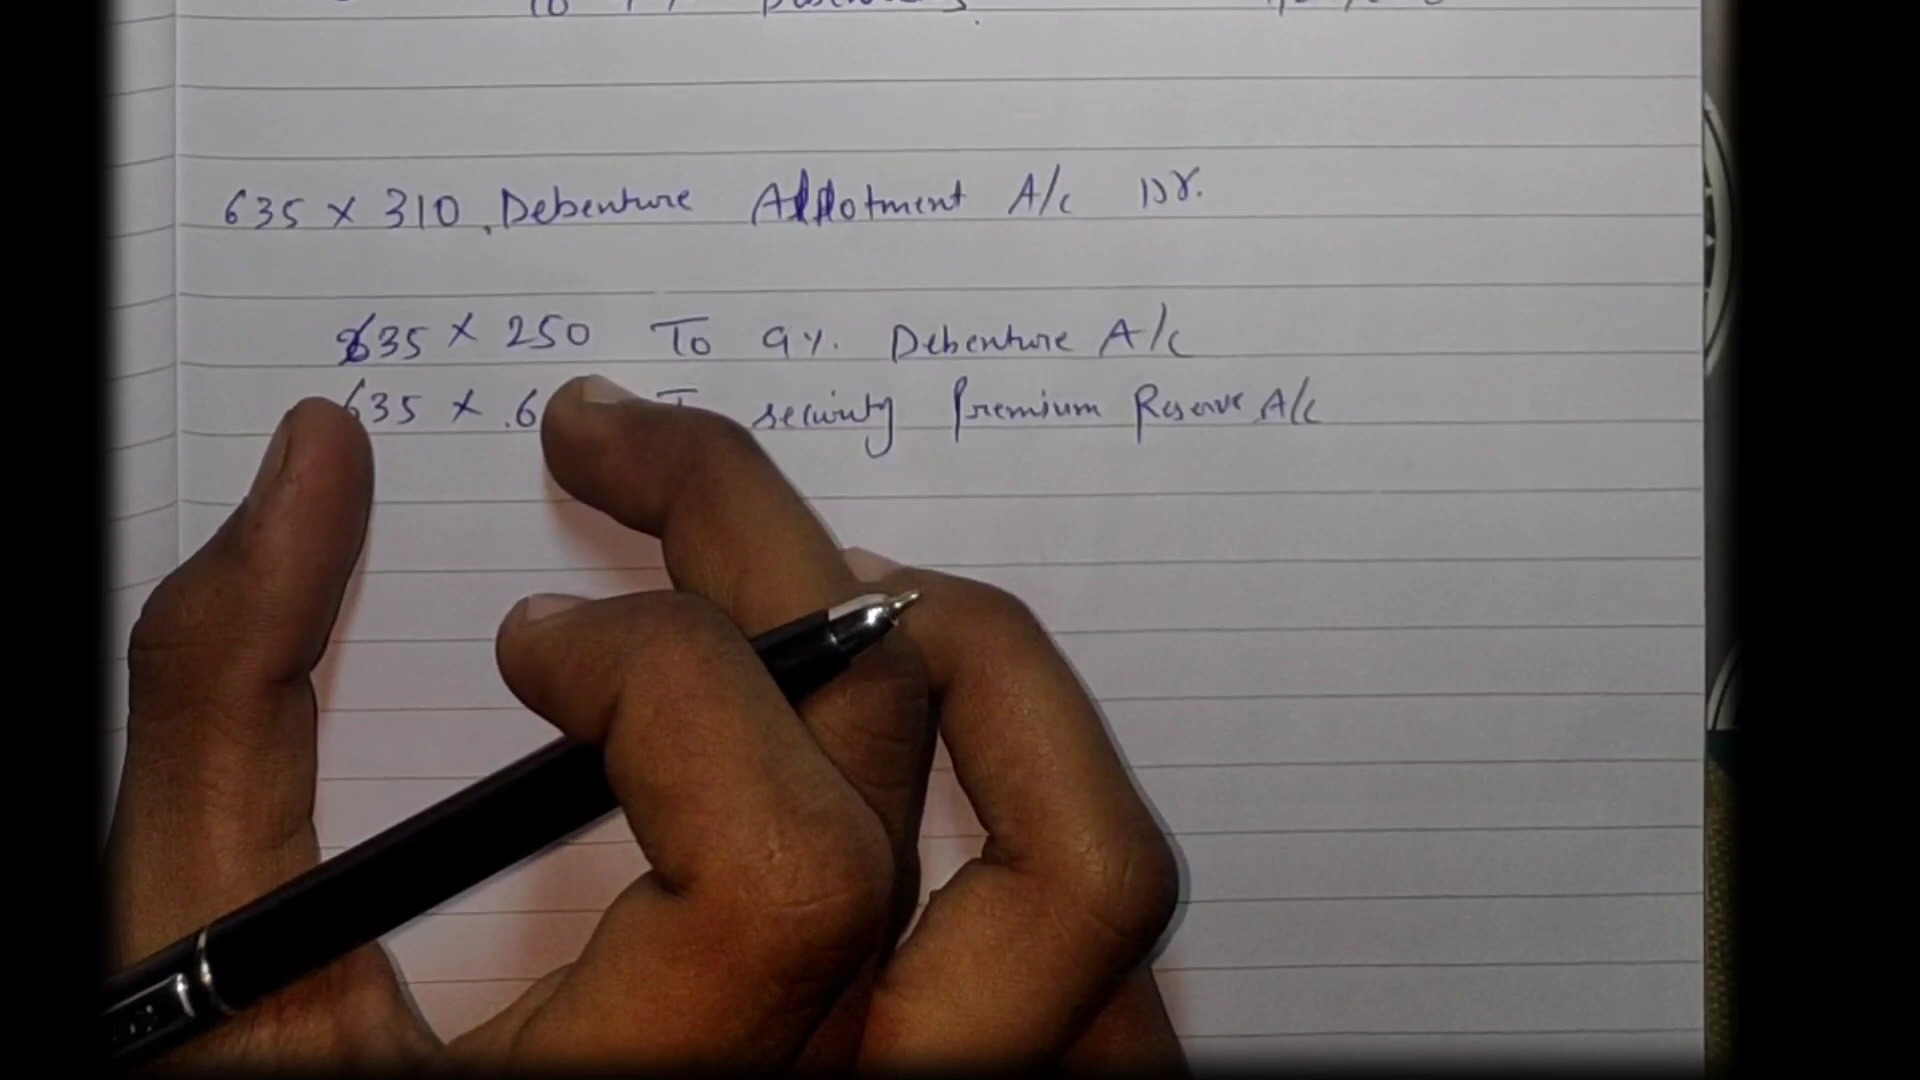 635 x 310 Debenture Allotment A/c Dr.
635 x 250 To 9%. Debenture A/c
635 x .6 security Premium Reserve A/c